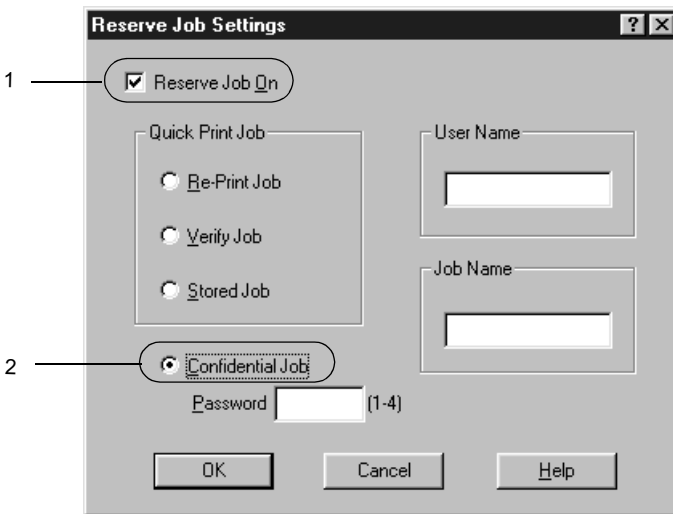 Reserve Job Settings
1
Reserve Job On
Quick Print Job
Re-Print Job
Verify Job
Stored Job
User Name
Job Name
2
Confidential Job
Password (1-4)
OK Cancel Help